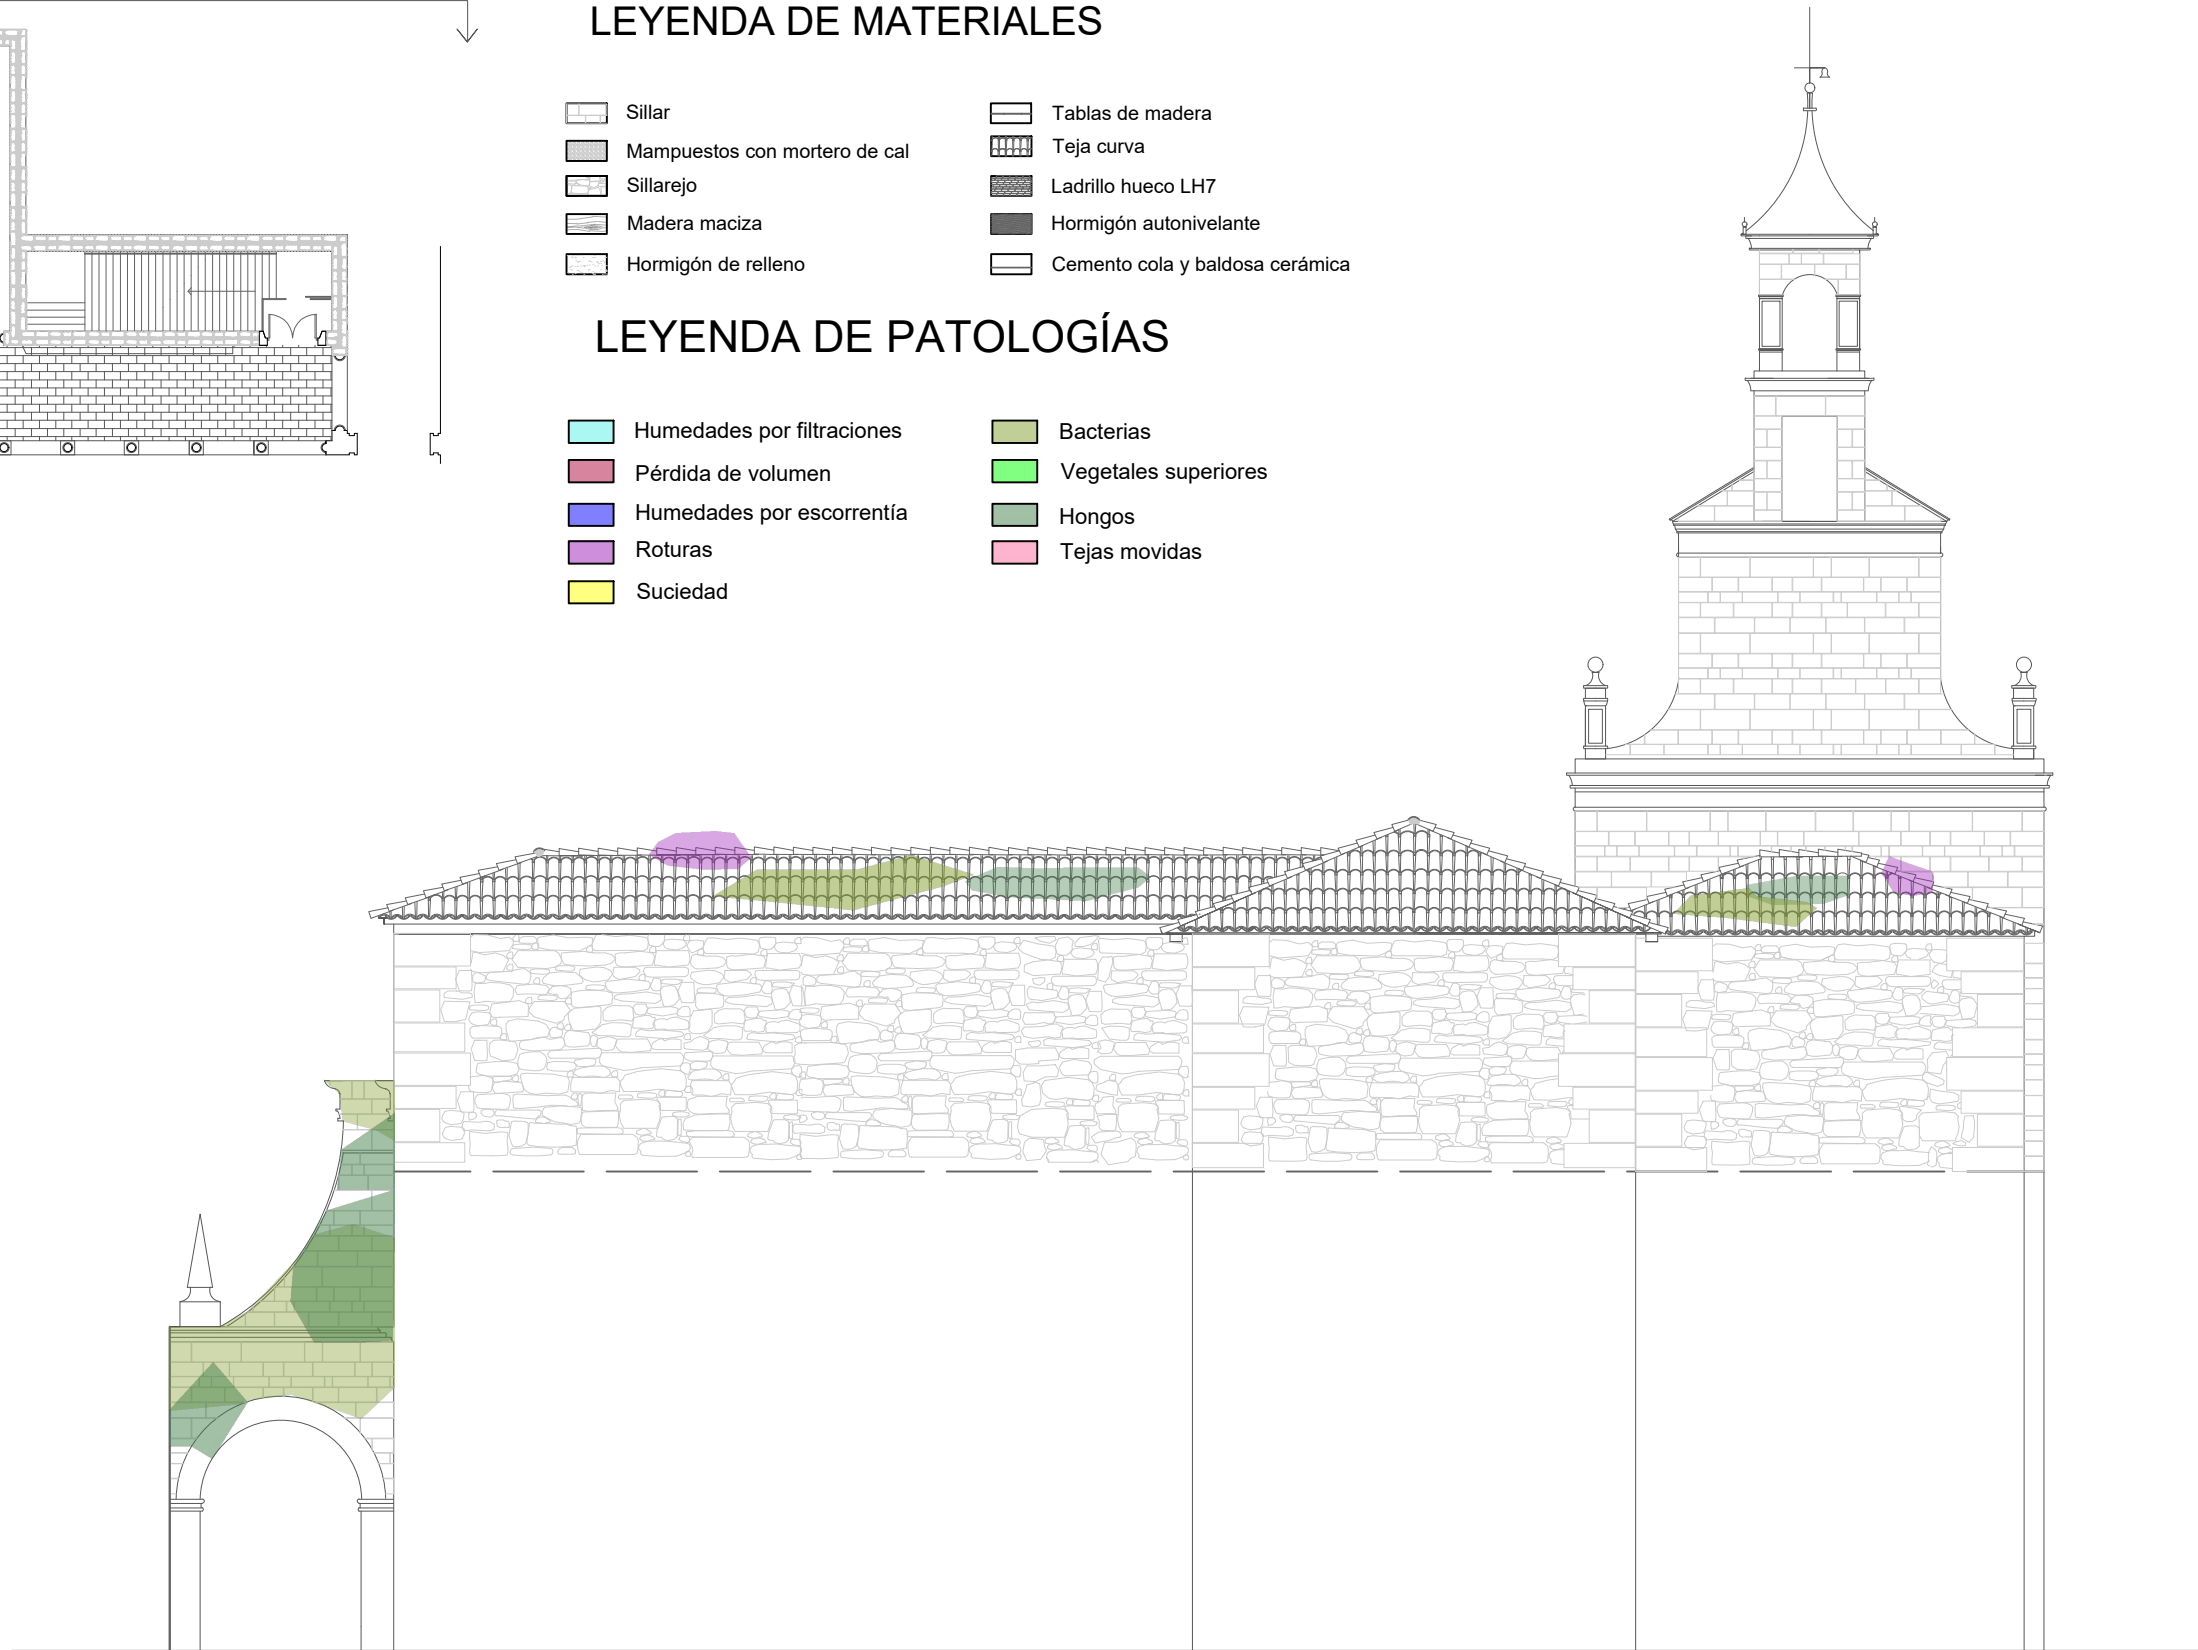 LEYENDA DE MATERIALES
Sillar
Mampuestos con mortero de cal
Sillarejo
Madera maciza
Hormigón de relleno
Tablas de madera
Teja curva
Ladrillo hueco LH7
Hormigón autonivelante
Cemento cola y baldosa cerámica
LEYENDA DE PATOLOGÍAS
Humedades por filtraciones
Pérdida de volumen
Humedades por escorrentía
Roturas
Suciedad
Bacterias
Vegetales superiores
Hongos
Tejas movidas